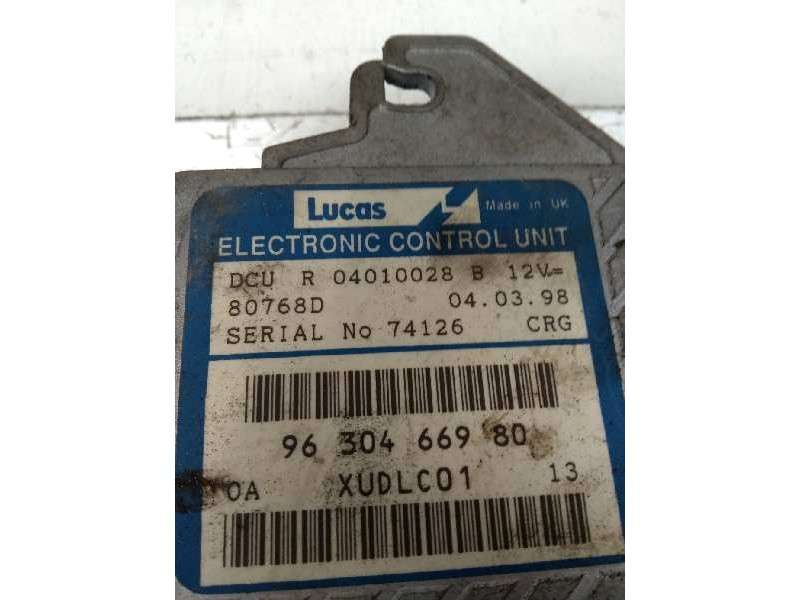 Lucas Made in UK
ELECTRONIC CONTROL UNIT
DCU R 04010028 B 12V=
80768D 04.03.98
SERIAL No 74126 CRG
96 304 669 80
0A XUDLC01 13